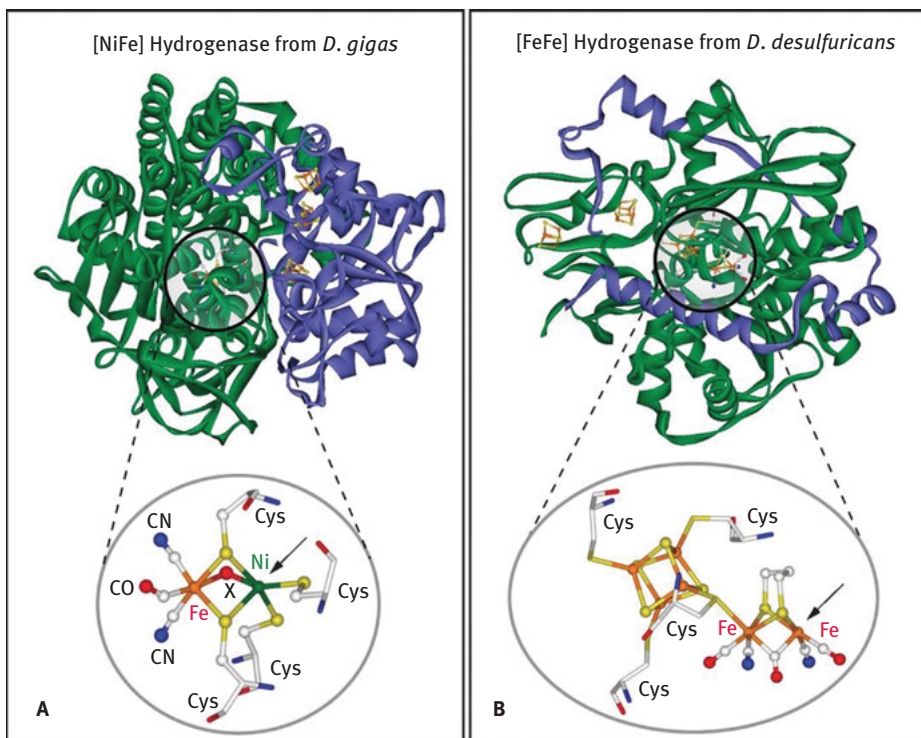 [NiFe] Hydrogenase from D. gigas
CN
Cys
Ni
CO
X
Cys
Fe
CN
Cys
Cys
A
[FeFe] Hydrogenase from D. desulfuricans
Cys
Cys
Cys
Fe
Fe
Cys
B